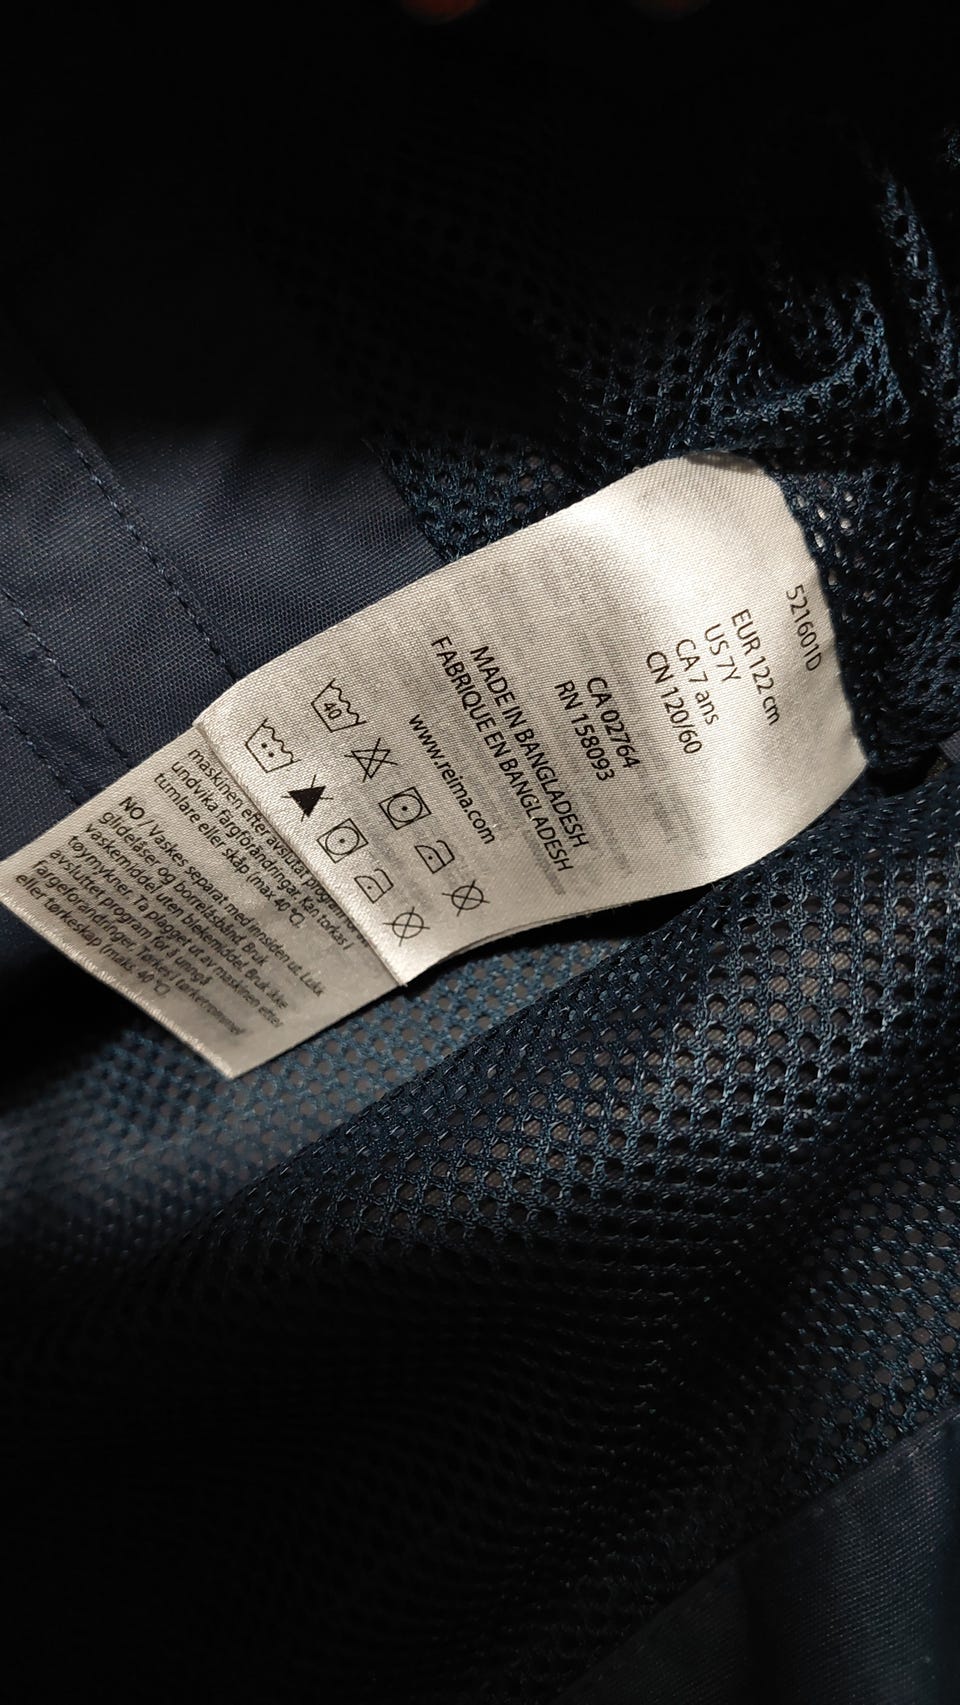 521601D
EUR 122 cm
US 7Y
CA 7 ans
CN 120/60
CA 02764
RN 158093
MADE IN BANGLADESH
FABRIQUE EN BANGLADESH
www.reima.com
40
maskinen efter avslutat program
undvika färgförändringar. Kan torkas i
tumlare eller skåp (max 40 °C).
NO / Vaskes separat med innsiden ut. Lukk
glidelåser og borrelåsbånd. Bruk
vaskemiddel uten blekemiddel. Bruk ikke
tøymykner. Ta plagget ut av maskinen etter
avsluttet program for å unngå
fargeforandringer. Tørkes i tørketrommel
eller tørkeskap (maks. 40 °C)